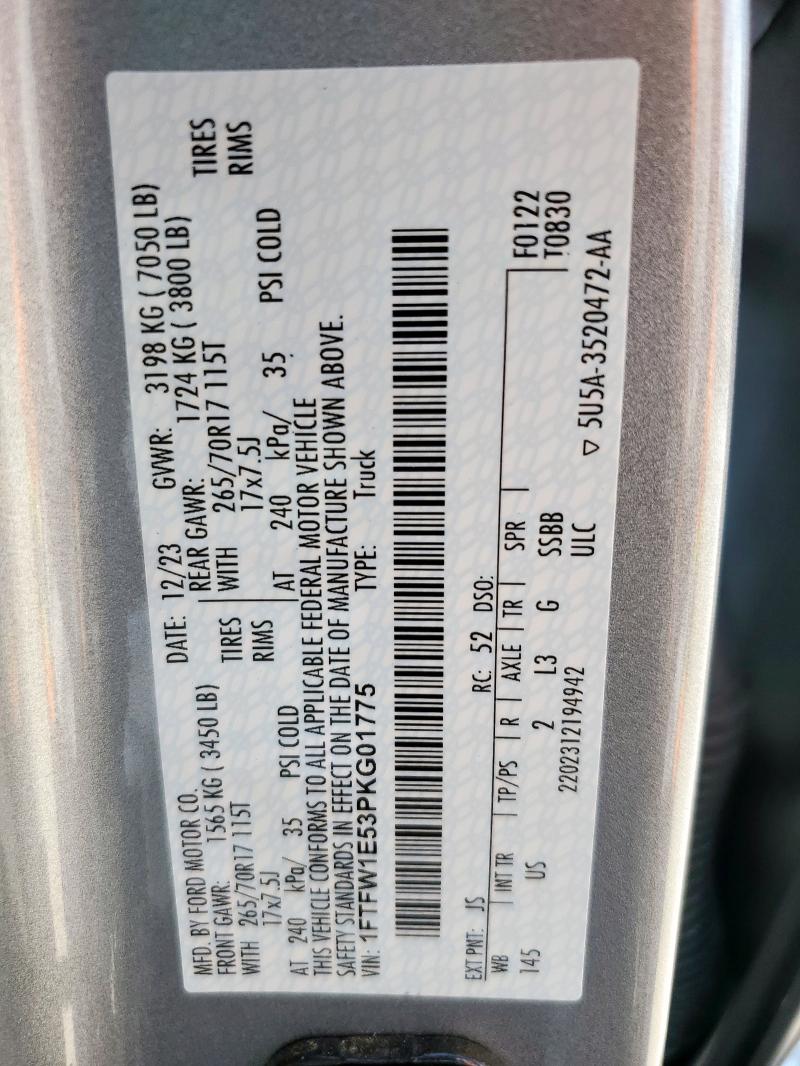 MFD. BY FORD MOTOR CO.
DATE: 12/23 GVWR: 3198 KG ( 7050 LB)
FRONT GAWR: 1565 KG ( 3450 LB)
REAR GAWR: 1724 KG ( 3800 LB)
WITH 265/70R17 115T TIRES
WITH 265/70R17 115T TIRES
17x7.5J RIMS
17x7.5J RIMS
AT 240 kPa/ 35 PSI COLD
AT 240 kPa/ 35 PSI COLD
THIS VEHICLE CONFORMS TO ALL APPLICABLE FEDERAL MOTOR VEHICLE
SAFETY STANDARDS IN EFFECT ON THE DATE OF MANUFACTURE SHOWN ABOVE.
VIN: 1FTFW1E53PKG01775 TYPE: Truck
EXT PNT: JS RC: 52 DSO:
WB INT TR TP/PS R AXLE TR SPR F0122
145 US 2 L3 G SSBB T0830
2202312194942 ULC 5U5A-3520472-AA